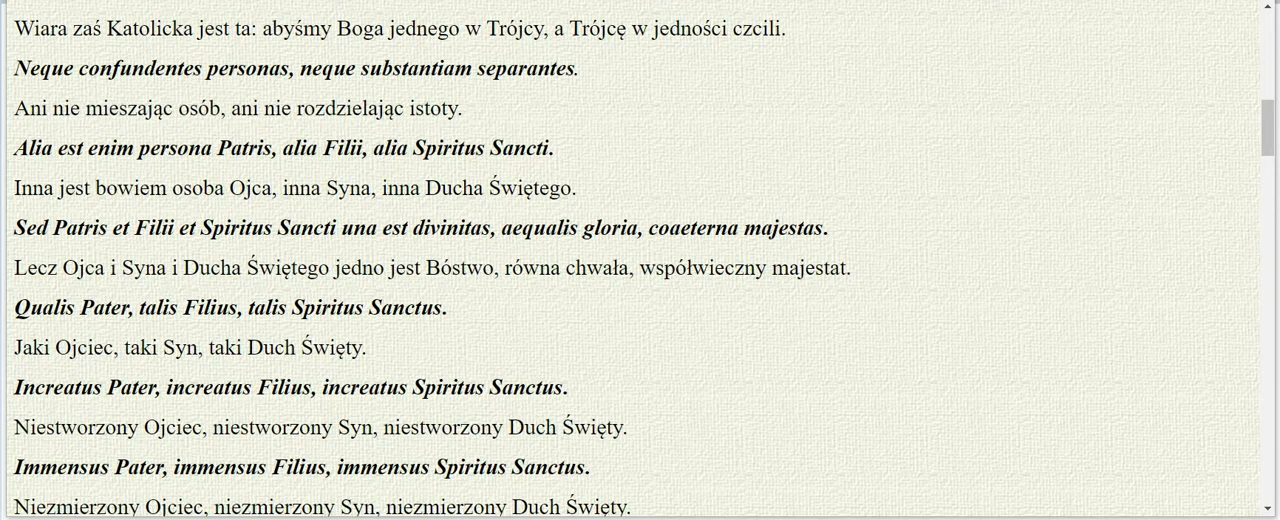 Wiara zaś Katolicka jest ta: abyśmy Boga jednego w Trójcy, a Trójcę w jedności czcili.
Neque confundentes personas, neque substantiam separantes.
Ani nie mieszając osób, ani nie rozdzielając istoty.
Alia est enim persona Patris, alia Filii, alia Spiritus Sancti.
Inna jest bowiem osoba Ojca, inna Syna, inna Ducha Świętego.
Sed Patris et Filii et Spiritus Sancti una est divinitas, aequalis gloria, coaeterna majestas.
Lecz Ojca i Syna i Ducha Świętego jedno jest Bóstwo, równa chwała, współwieczny majestat.
Qualis Pater, talis Filius, talis Spiritus Sanctus.
Jaki Ojciec, taki Syn, taki Duch Święty.
Increatus Pater, increatus Filius, increatus Spiritus Sanctus.
Niestworzony Ojciec, niestworzony Syn, niestworzony Duch Święty.
Immensus Pater, immensus Filius, immensus Spiritus Sanctus.
Niezmierzony Ojciec, niezmierzony Syn, niezmierzony Duch Święty.